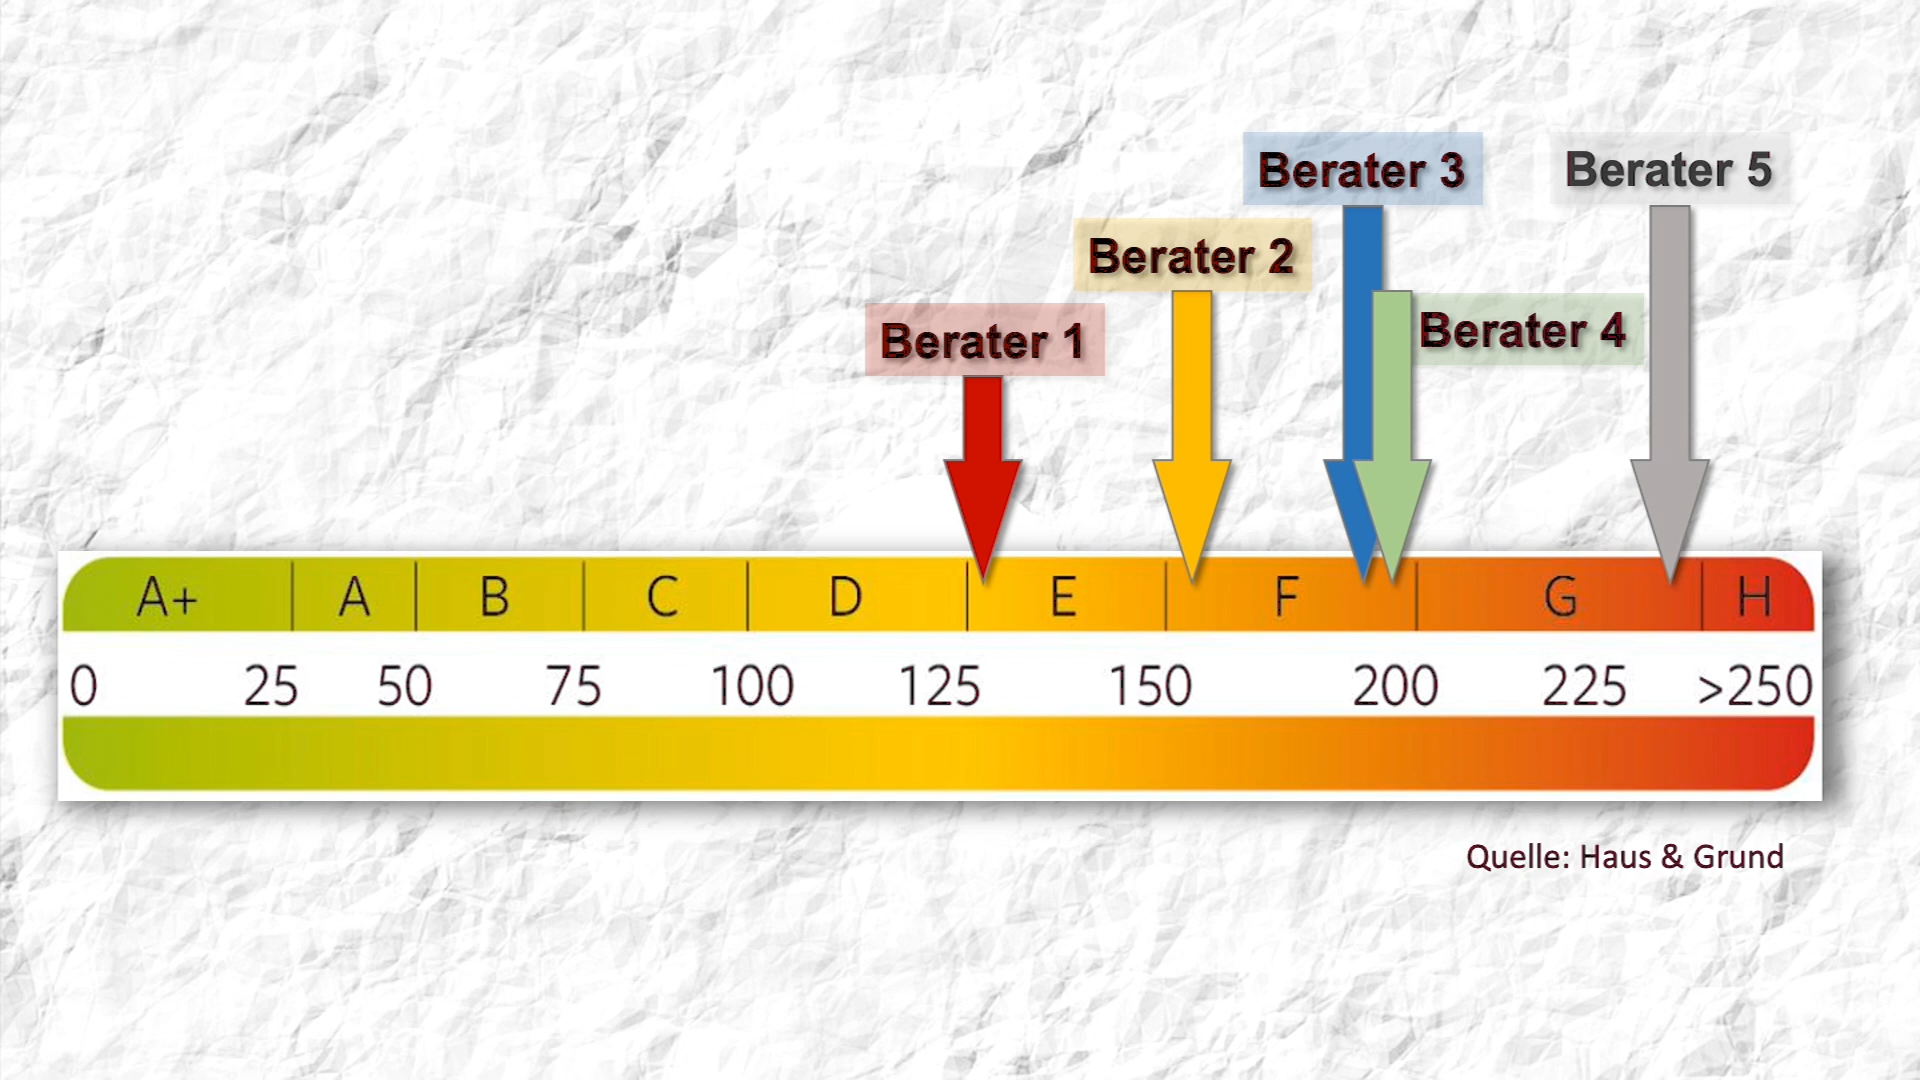 Berater 3
Berater 5
Berater 2
Berater 4
Berater 1
A+ A B C D E F G H
0 25 50 75 100 125 150 200 225 >250
Quelle: Haus & Grund